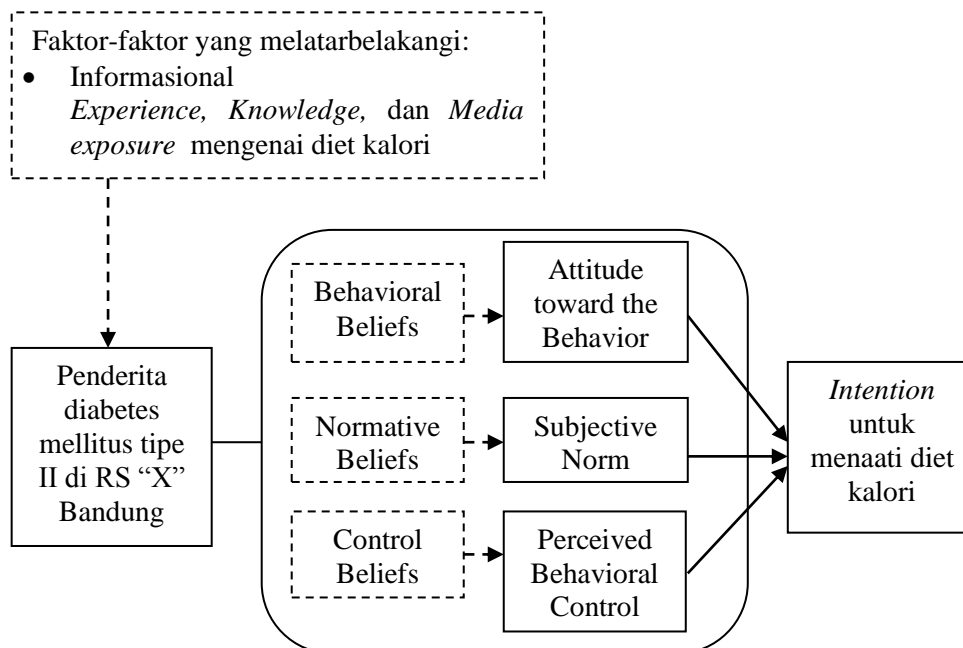 Faktor-faktor yang melatarbelakangi:
• Informasional
Experience, Knowledge, dan Media
exposure mengenai diet kalori
Penderita
diabetes
mellitus tipe
II di RS “X”
Bandung
Behavioral
Beliefs
Attitude
toward the
Behavior
Normative
Beliefs
Subjective
Norm
Control
Beliefs
Perceived
Behavioral
Control
Intention
untuk
menaati diet
kalori